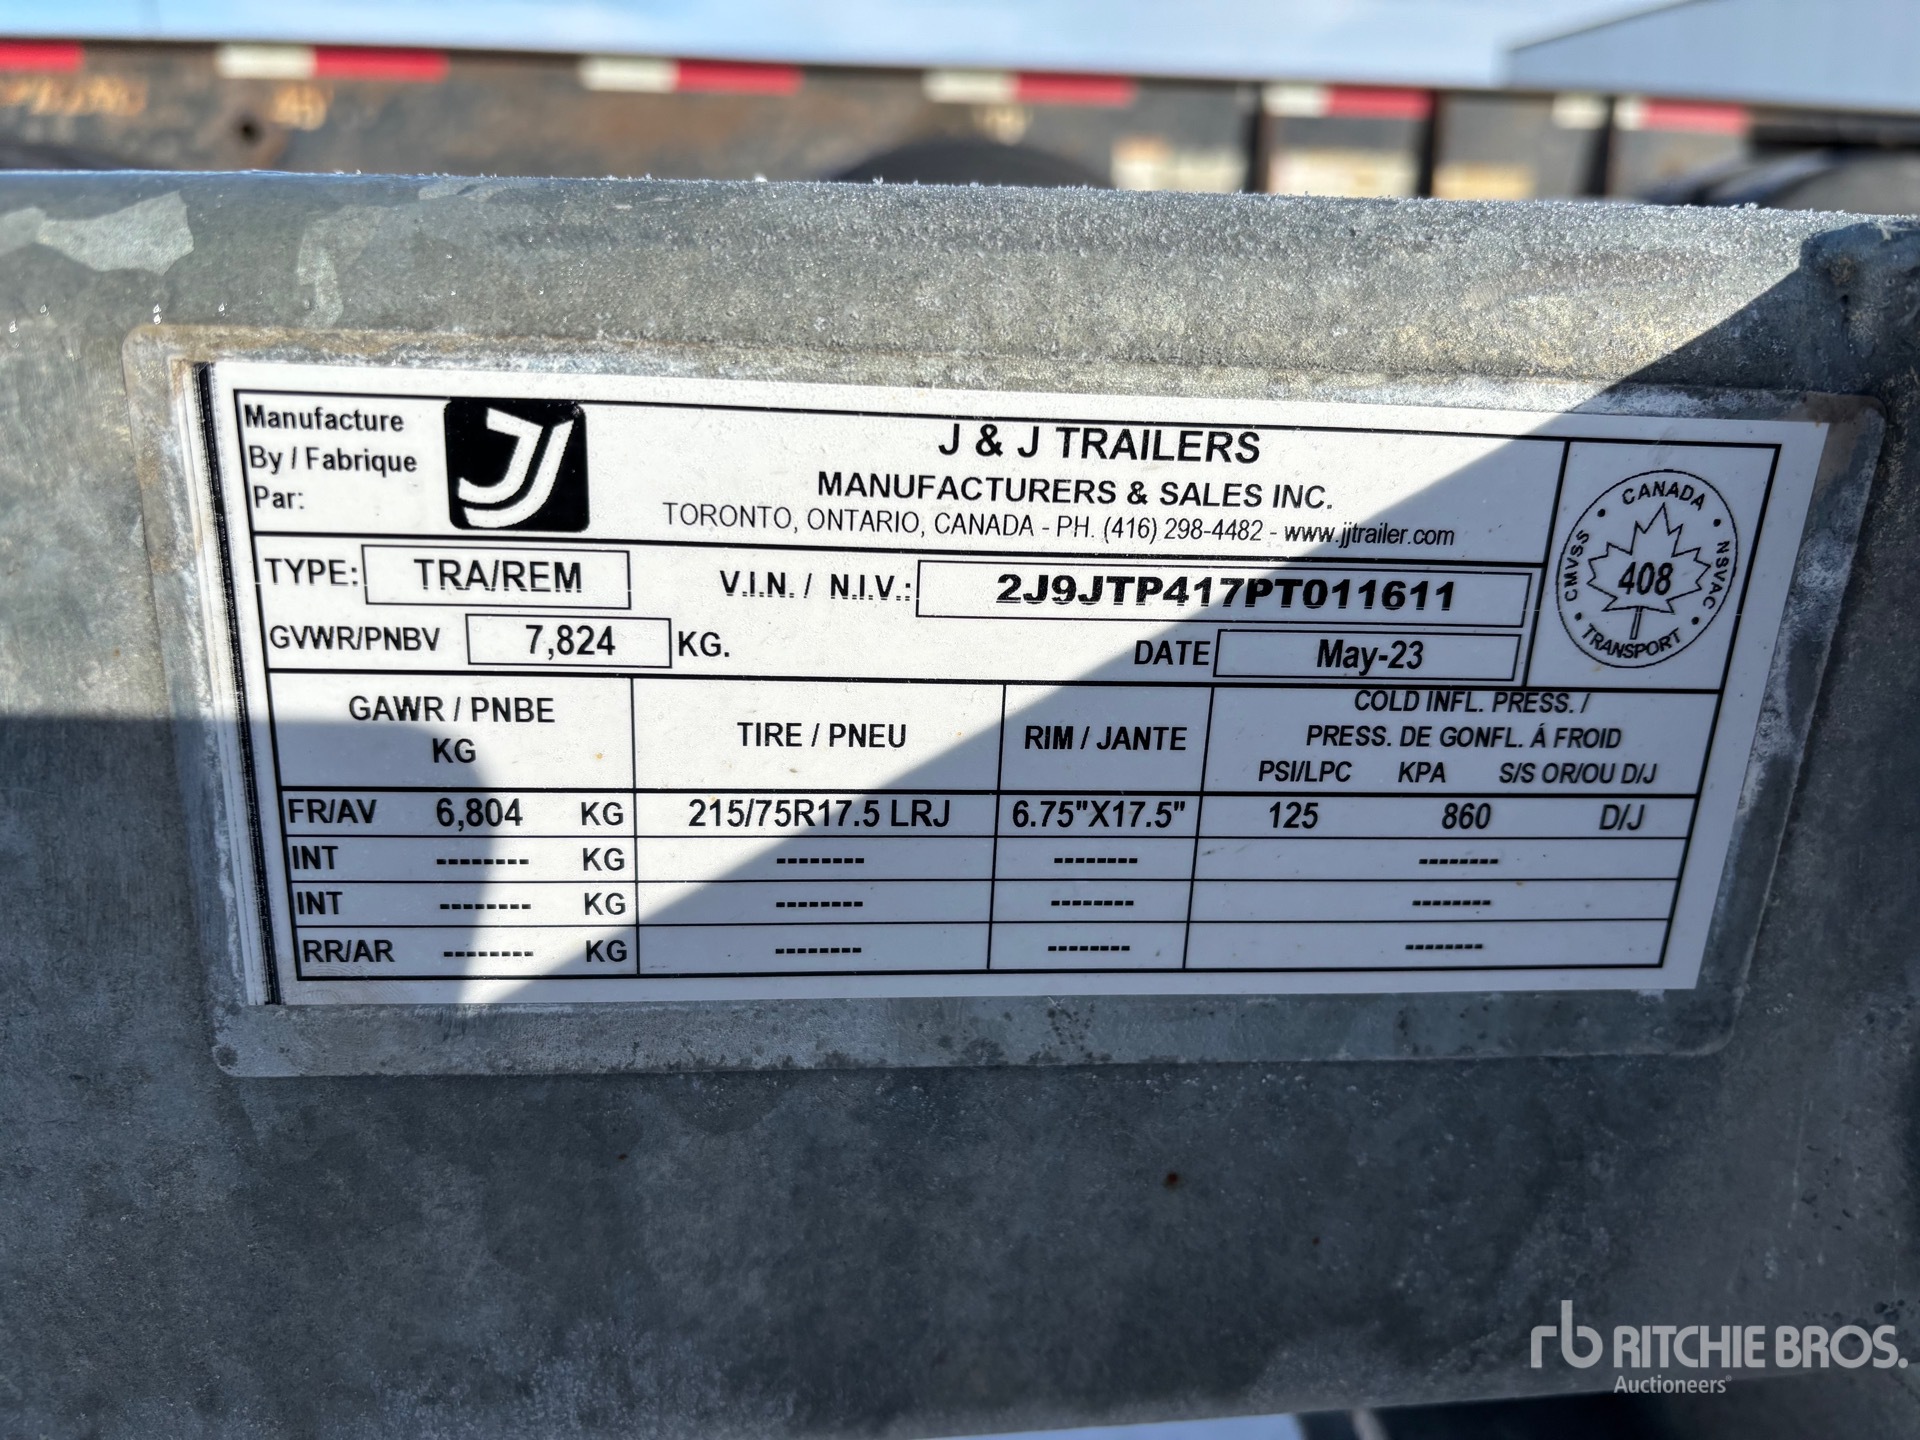 Manufacture
By / Fabrique
Par:
J & J TRAILERS
MANUFACTURERS & SALES INC.
TORONTO, ONTARIO, CANADA - PH. (416) 298-4482 - www.jjtrailer.com
CANADA
CMVSS
NSVAC
408
TRANSPORT
TYPE: TRA/REM V.I.N. / N.I.V.: 2J9JTP417PT011611
GVWR/PNBV 7,824 KG. DATE May-23
GAWR / PNBE
KG
TIRE / PNEU
RIM / JANTE
COLD INFL. PRESS. /
PRESS. DE GONFL. Á FROID
PSI/LPC KPA S/S OR/OU D/J
FR/AV 6,804 KG 215/75R17.5 LRJ 6.75"X17.5" 125 860 D/J
INT -------- KG -------- -------- --------
INT -------- KG -------- -------- --------
RR/AR -------- KG -------- -------- --------
rb RITCHIE BROS.
Auctioneers